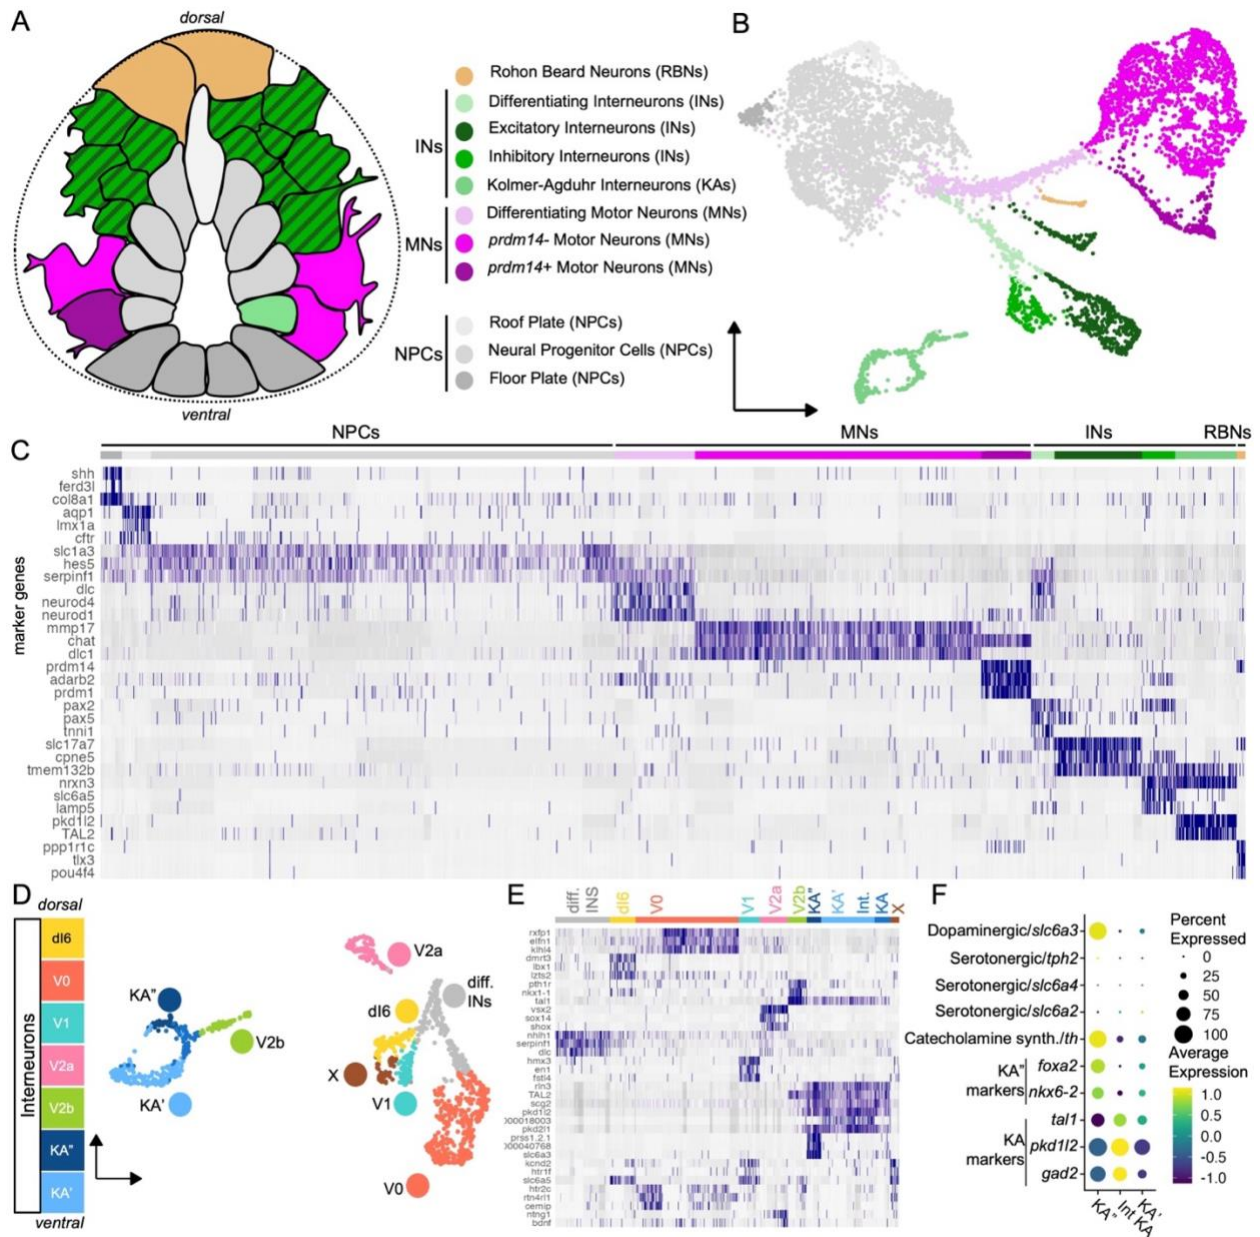 A
dorsal
ventral
Rohon Beard Neurons (RBNs)
INs
Differentiating Interneurons (INs)
Excitatory Interneurons (INs)
Inhibitory Interneurons (INs)
Kolmer-Agduhr Interneurons (KAs)
MNs
Differentiating Motor Neurons (MNs)
prdm14- Motor Neurons (MNs)
prdm14+ Motor Neurons (MNs)
NPCs
Roof Plate (NPCs)
Neural Progenitor Cells (NPCs)
Floor Plate (NPCs)
B
C
NPCs MNs INs RBNs
marker genes
shh
ferd3l
col8a1
aqp1
lmx1a
cftr
slc1a3
hes5
serpinf1
dlc
neurod4
neurod1
mmp17
chat
dlc1
prdm14
adarb2
prdm1
pax2
pax5
tnni1
slc17a7
cpne5
tmem132b
nrxn3
slc6a5
lamp5
pkd1l2
TAL2
ppp1r1c
tlx3
pou4f4
D
dorsal
Interneurons
dI6
V0
V1
V2a
V2b
KA"
KA'
ventral
KA"
V2b
KA'
V2a
diff.
INs
dI6
X
V1
V0
E
diff.
INS
dI6
V0
V1
V2a
V2b
KA"
KA'
Int.
KA
X
rxfp1
elfn1
klhl4
dmrt3
lbx1
lzts2
pth1r
nkx1-1
tal1
vsx2
sox14
shox
nhlh1
serpinf1
dlc
hmx3
en1
fstl4
rln3
TAL2
scg2
pkd1l2
00018003
pkd2l1
prss1.2.1
00040768
slc6a3
kcnd2
htr1f
slc6a5
htr2c
rtn4rl1
cemip
ntng1
bdnf
F
Dopaminergic/slc6a3
Serotonergic/tph2
Serotonergic/slc6a4
Serotonergic/slc6a2
Catecholamine synth./th
KA"
markers
foxa2
nkx6-2
KA
markers
tal1
pkd1l2
gad2
KA"
Int
KA
KA'
Percent
Expressed
0
25
50
75
100
Average
Expression
1.0
0.5
0.0
-0.5
-1.0